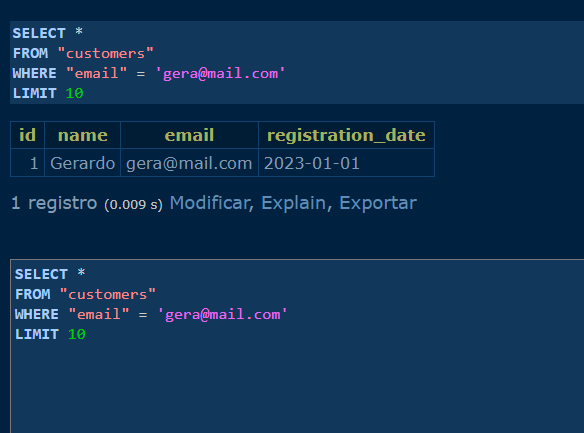 SELECT *
FROM "customers"
WHERE "email" = 'gera@mail.com'
LIMIT 10
id name email registration_date
1 Gerardo gera@mail.com 2023-01-01
1 registro (0.009 s) Modificar, Explain, Exportar
SELECT *
FROM "customers"
WHERE "email" = 'gera@mail.com'
LIMIT 10